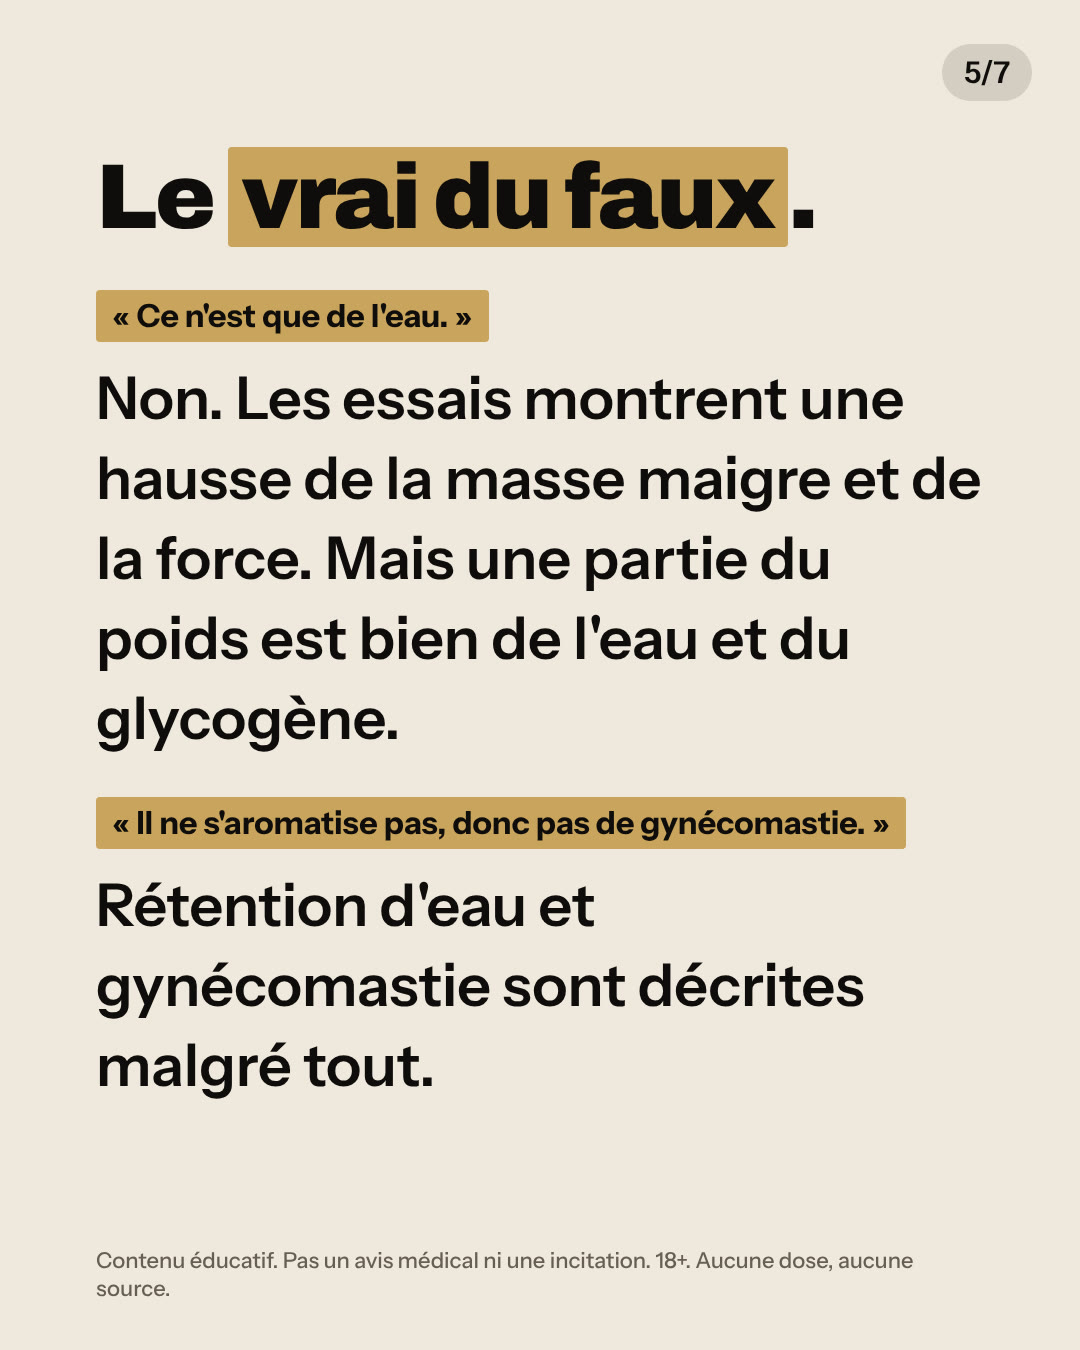 5/7
Le vrai du faux.
« Ce n'est que de l'eau. »
Non. Les essais montrent une
hausse de la masse maigre et de
la force. Mais une partie du
poids est bien de l'eau et du
glycogène.
« Il ne s'aromatise pas, donc pas de gynécomastie. »
Rétention d'eau et
gynécomastie sont décrites
malgré tout.
Contenu éducatif. Pas un avis médical ni une incitation. 18+. Aucune dose, aucune
source.